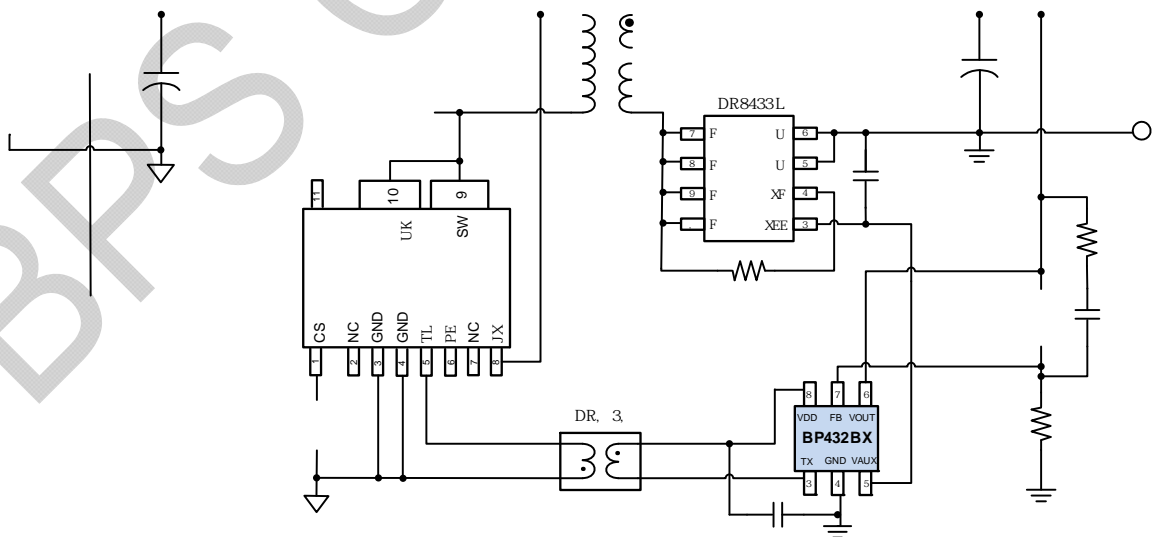 BPS
DR8433L
7 F U 6
8 F U 5
9 F XF 4
. F XEE 3
11
10 9
UK SW
CS NC GND GND TL PE NC JX
1 2 3 4 5 6 7 8
DR, 3,
8 7 6
VDD FB VOUT
BP432BX
TX GND VAUX
3 4 5